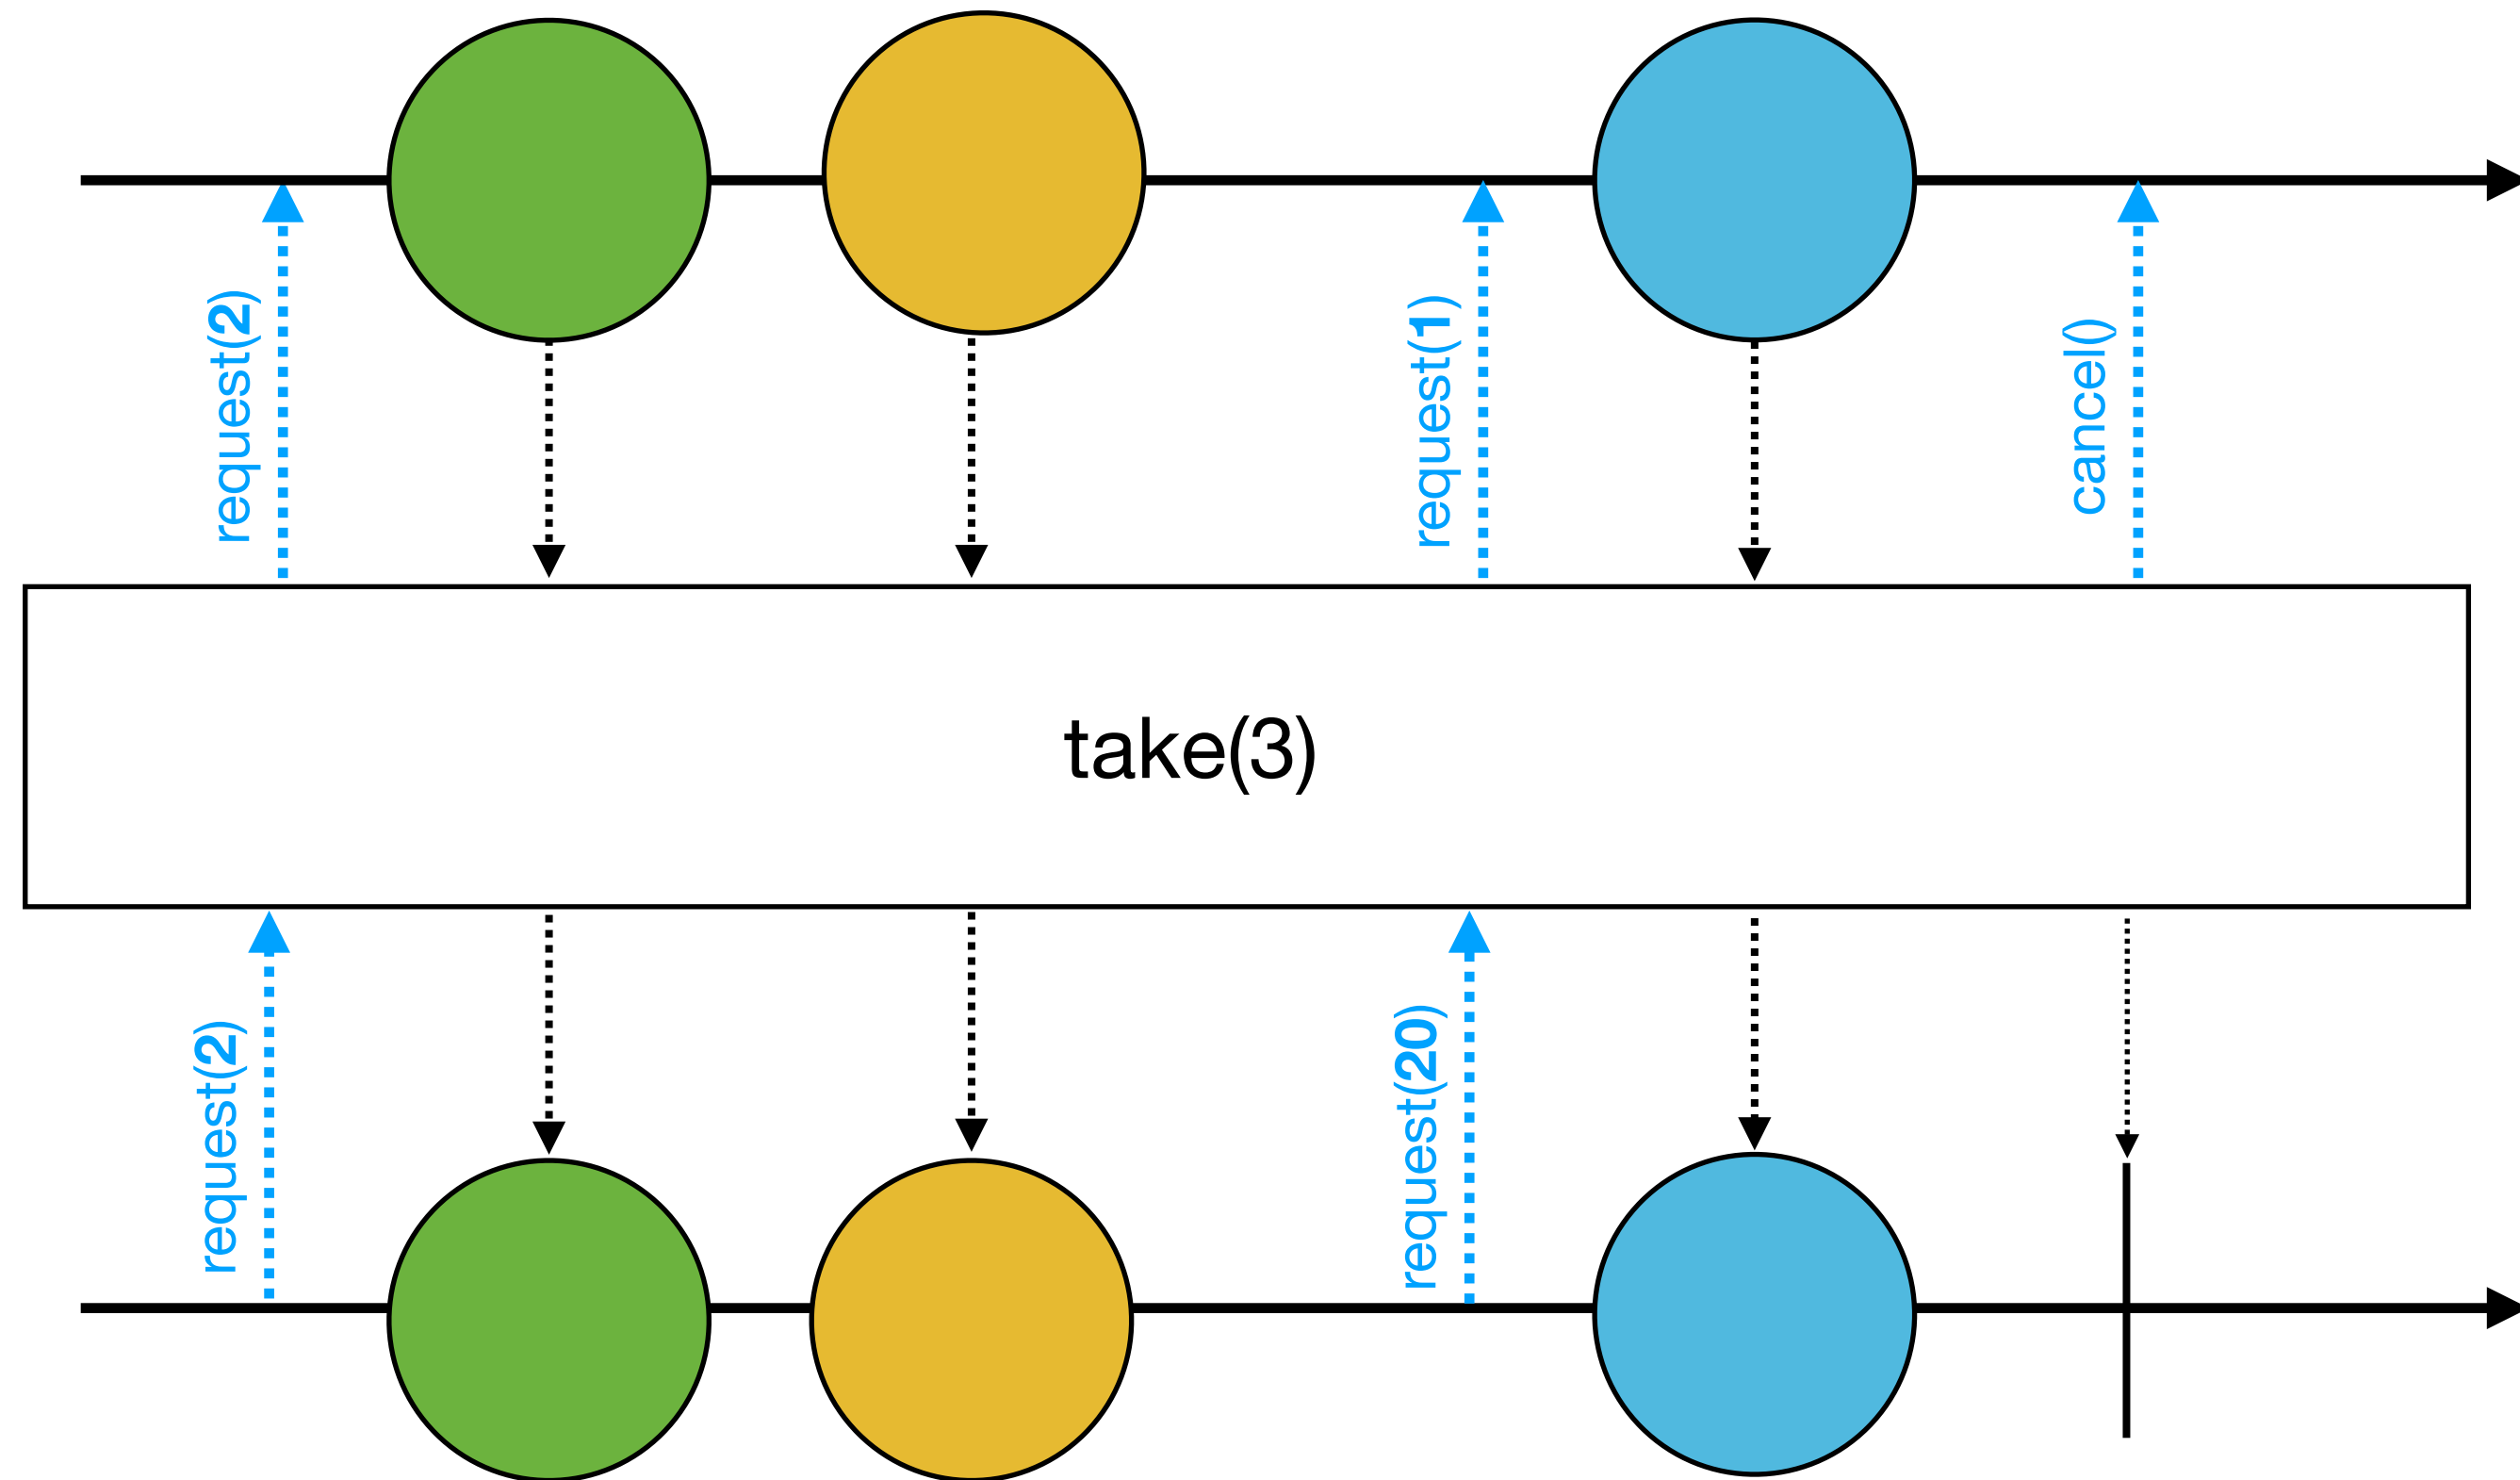 request(2)
request(1)
cancel()
take(3)
request(2)
request(20)